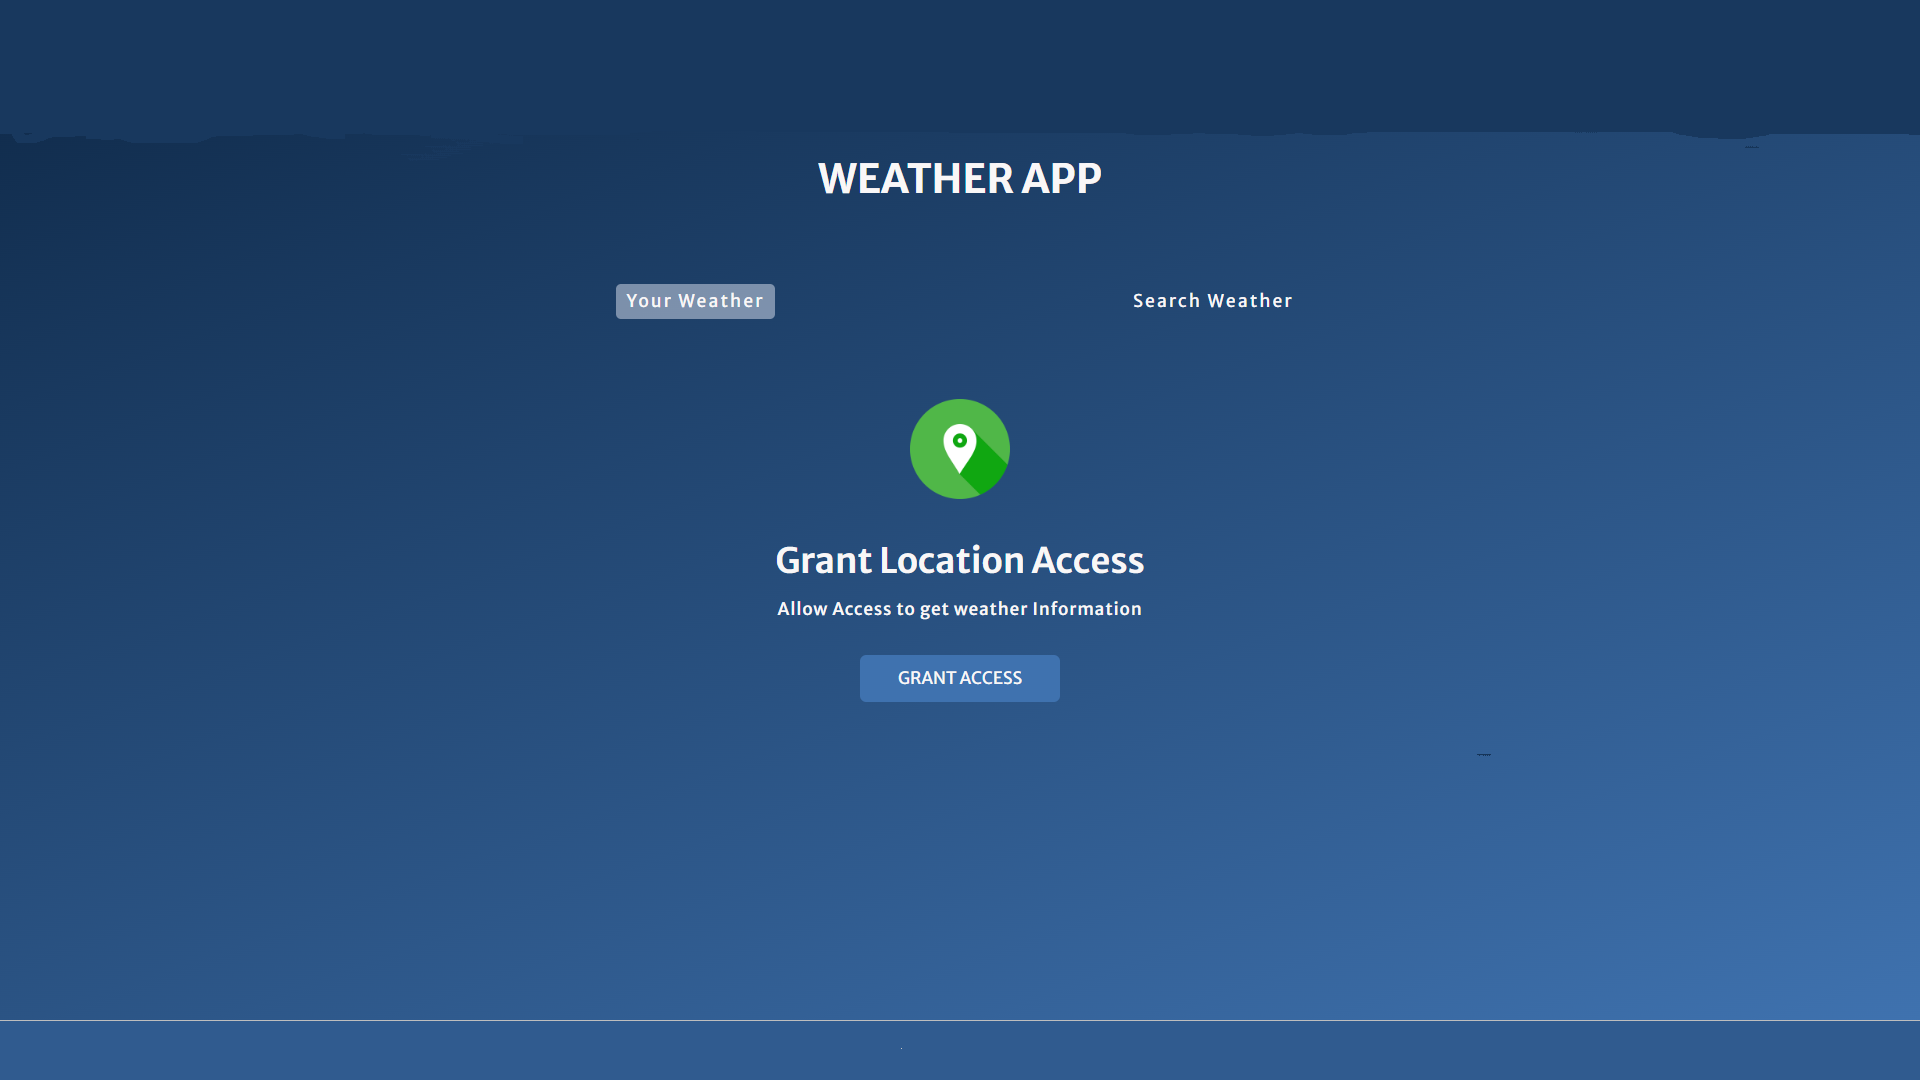 WEATHER APP
Your Weather
Search Weather
Grant Location Access
Allow Access to get weather Information
GRANT ACCESS